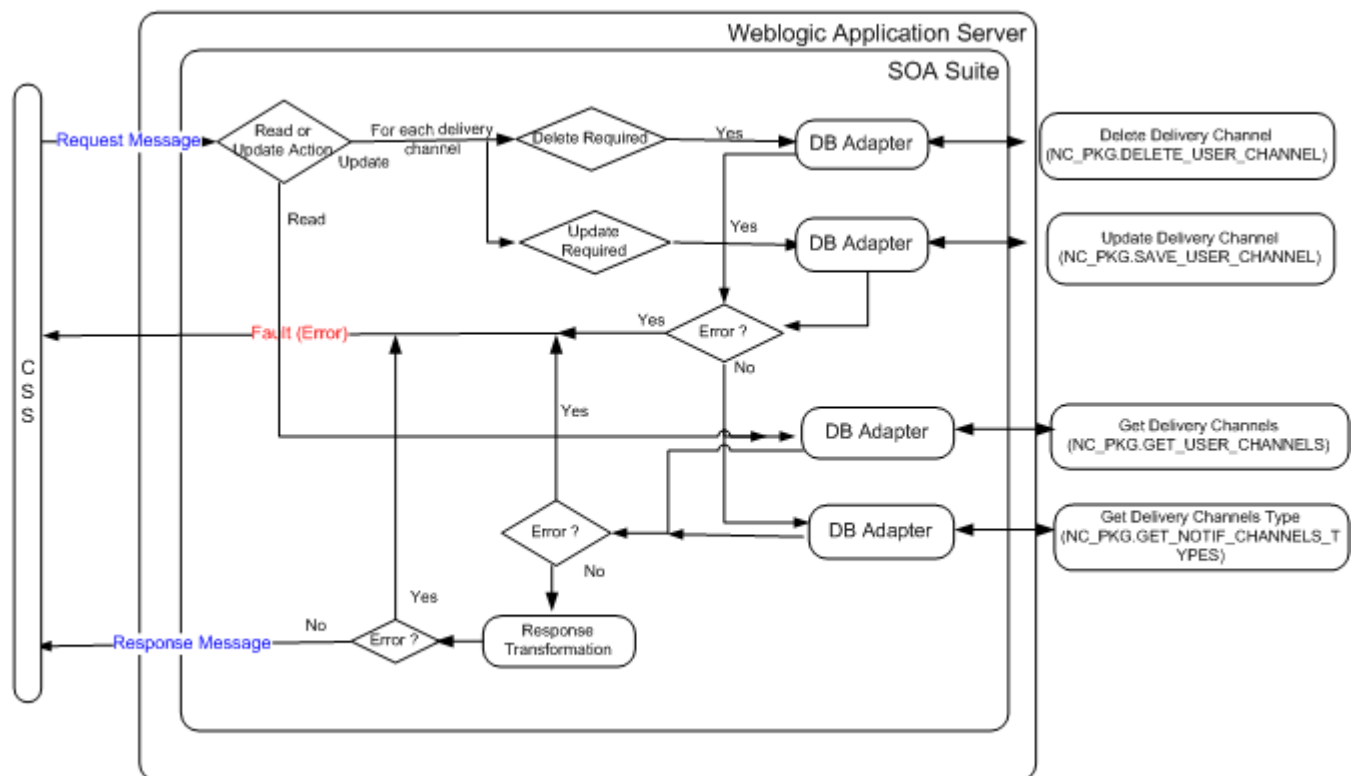 Weblogic Application Server
SOA Suite
Request Message
Read or
Update Action
Update
For each delivery
channel
Delete Required
Yes
DB Adapter
Delete Delivery Channel
(NC_PKG.DELETE_USER_CHANNEL)
Read
Update
Required
Yes
DB Adapter
Update Delivery Channel
(NC_PKG.SAVE_USER_CHANNEL)
Fault (Error)
Yes
Error ?
No
C
S
S
Yes
DB Adapter
Get Delivery Channels
(NC_PKG.GET_USER_CHANNELS)
Error ?
No
DB Adapter
Get Delivery Channels Type
(NC_PKG.GET_NOTIF_CHANNELS_T
YPES)
Yes
Response Message
No
Error ?
Response
Transformation